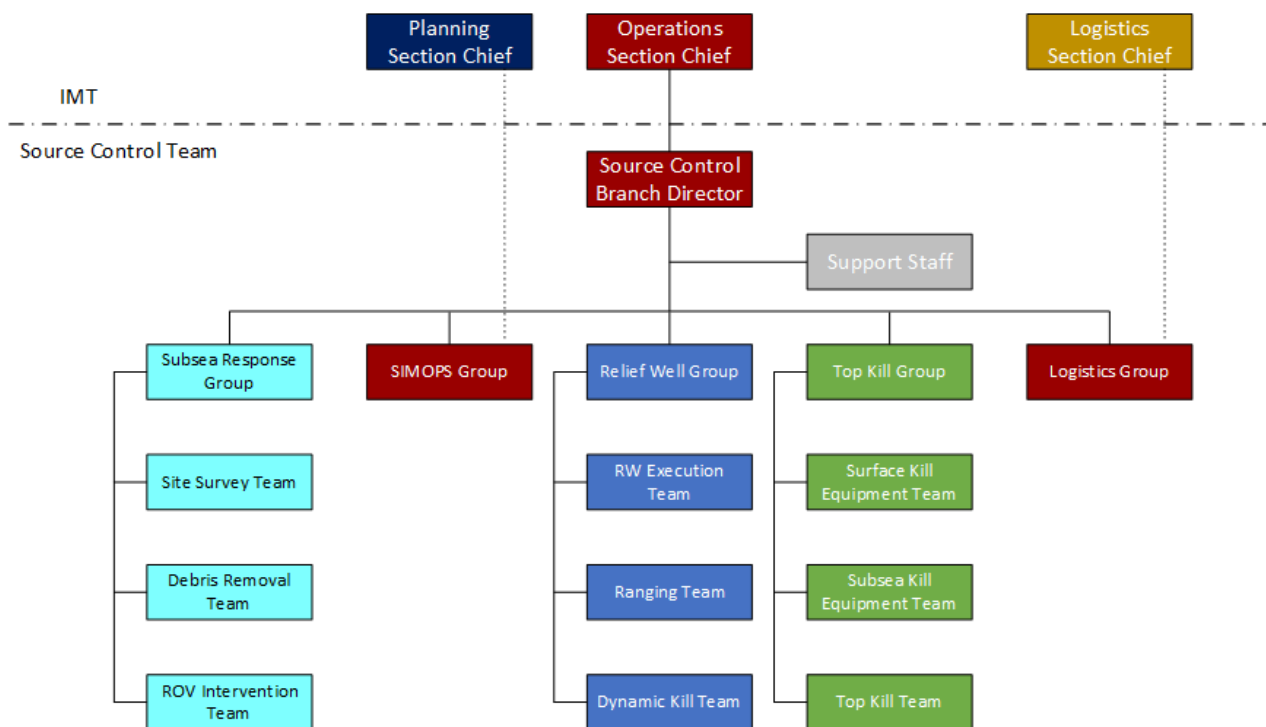 Planning
Section Chief
Operations
Section Chief
Logistics
Section Chief
IMT
Source Control Team
Source Control
Branch Director
Support Staff
Subsea Response
Group
SIMOPS Group
Relief Well Group
Top Kill Group
Logistics Group
Site Survey Team
RW Execution
Team
Surface Kill
Equipment Team
Debris Removal
Team
Ranging Team
Subsea Kill
Equipment Team
ROV Intervention
Team
Dynamic Kill Team
Top Kill Team